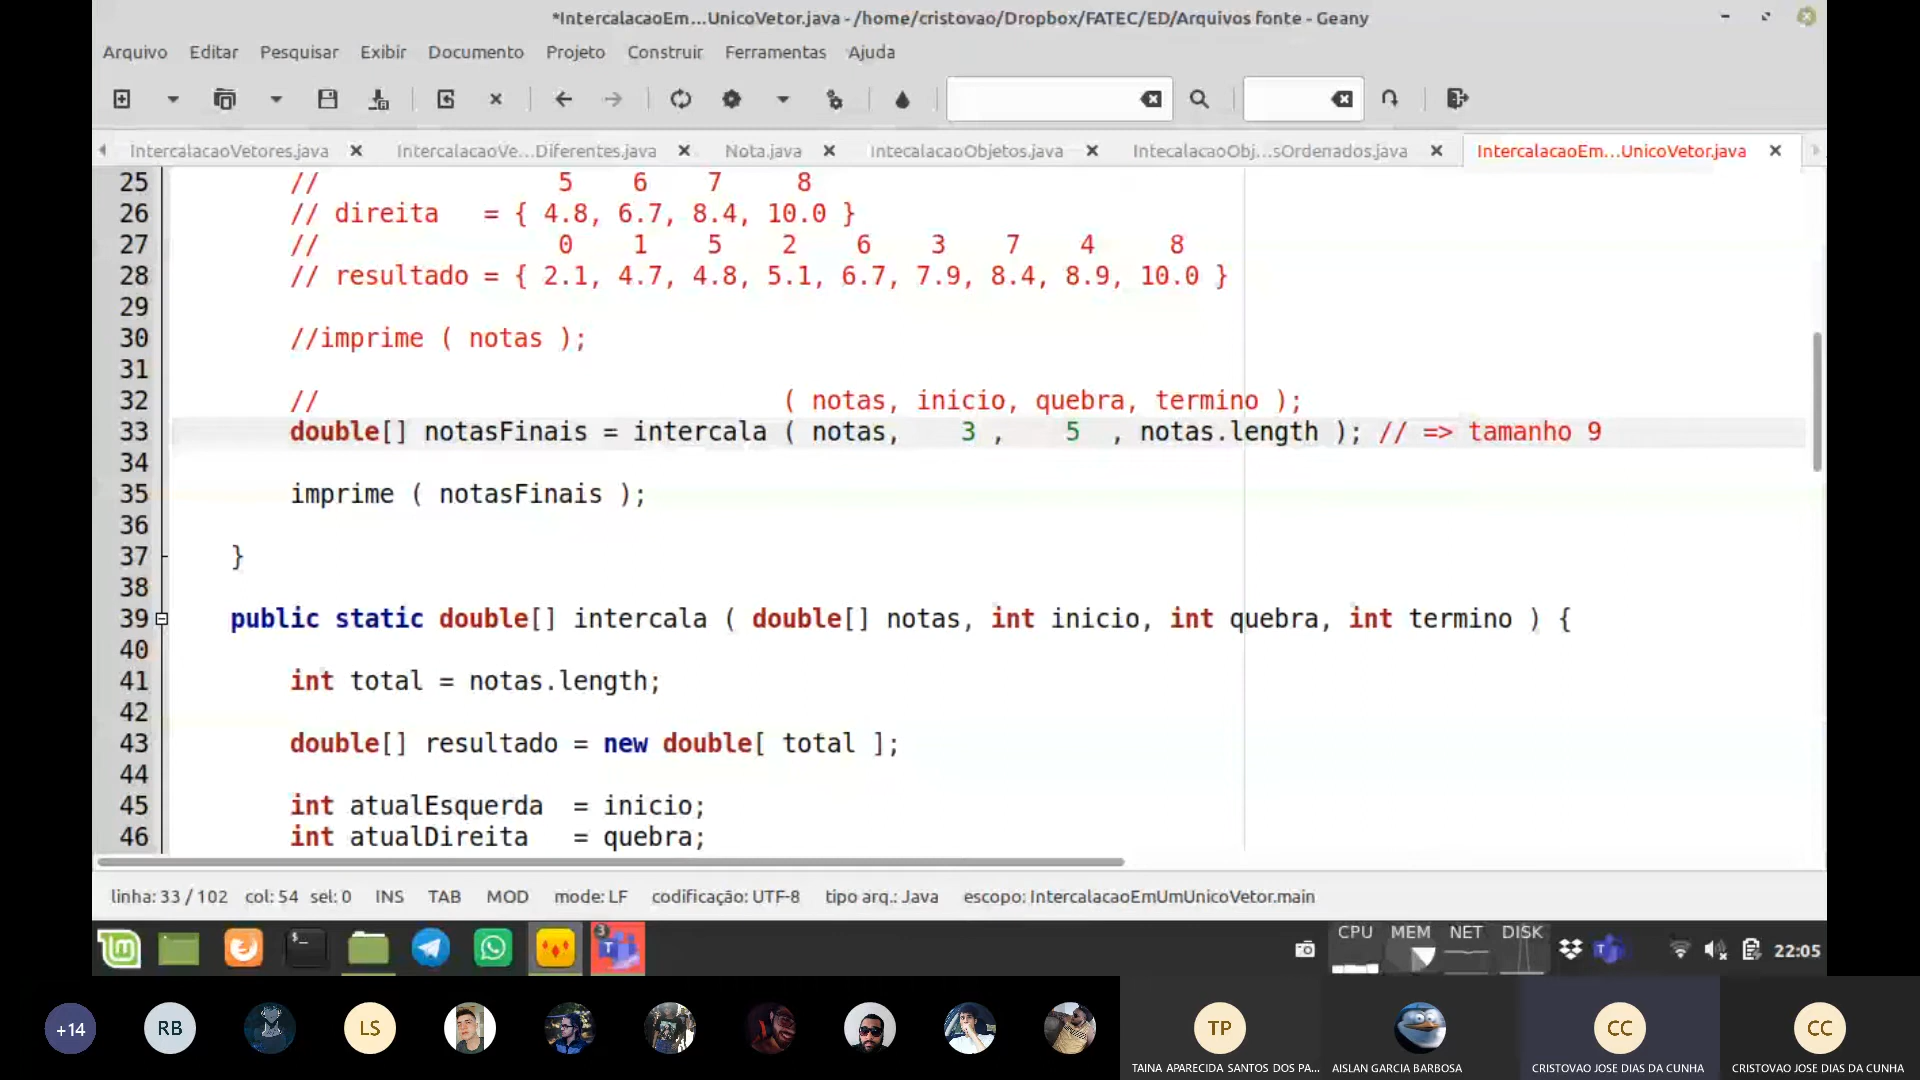 *IntercalacaoEm...UnicoVetor.java - /home/cristovao/Dropbox/FATEC/ED/Arquivos fonte - Geany
Arquivo Editar Pesquisar Exibir Documento Projeto Construir Ferramentas Ajuda
IntercalacaoVetores.java IntercalacaoVe...Diferentes.java Nota.java IntecalacaoObjetos.java IntecalacaoObj...sOrdenados.java IntercalacaoEm...UnicoVetor.java
25 // 5 6 7 8
26 // direita = { 4.8, 6.7, 8.4, 10.0 }
27 // 0 1 5 2 6 3 7 4 8
28 // resultado = { 2.1, 4.7, 4.8, 5.1, 6.7, 7.9, 8.4, 8.9, 10.0 }
29
30 //imprime ( notas );
31
32 // ( notas, inicio, quebra, termino );
33 double[] notasFinais = intercala ( notas, 3 , 5 , notas.length ); // => tamanho 9
34
35 imprime ( notasFinais );
36
37 }
38
39 public static double[] intercala ( double[] notas, int inicio, int quebra, int termino ) {
40
41 int total = notas.length;
42
43 double[] resultado = new double[ total ];
44
45 int atualEsquerda = inicio;
46 int atualDireita = quebra;
linha: 33 / 102 col: 54 sel: 0 INS TAB MOD mode: LF codificação: UTF-8 tipo arq.: Java escopo: IntercalacaoEmUmUnicoVetor.main
3
CPU MEM NET DISK
22:05
+14 RB LS TP CC CC
TAINA APARECIDA SANTOS DOS PA... AISLAN GARCIA BARBOSA CRISTOVAO JOSE DIAS DA CUNHA CRISTOVAO JOSE DIAS DA CUNHA